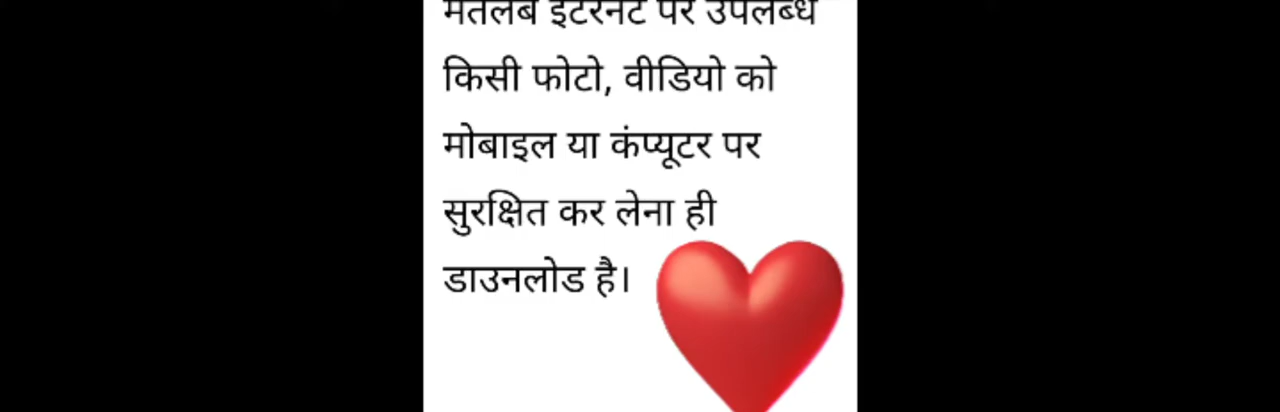 मतलब इंटरनेट पर उपलब्ध
किसी फोटो, वीडियो को
मोबाइल या कंप्यूटर पर
सुरक्षित कर लेना ही
डाउनलोड है।